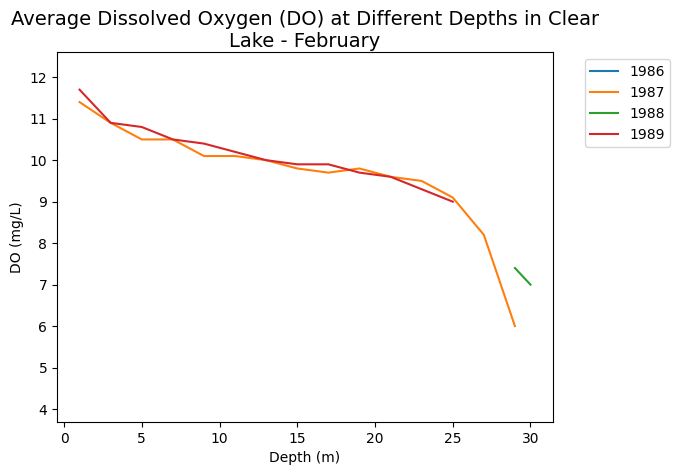 Average Dissolved Oxygen (DO) at Different Depths in Clear
Lake - February
1986
1987
1988
1989
12
11
10
9
8
7
6
5
4
DO (mg/L)
0 5 10 15 20 25 30
Depth (m)